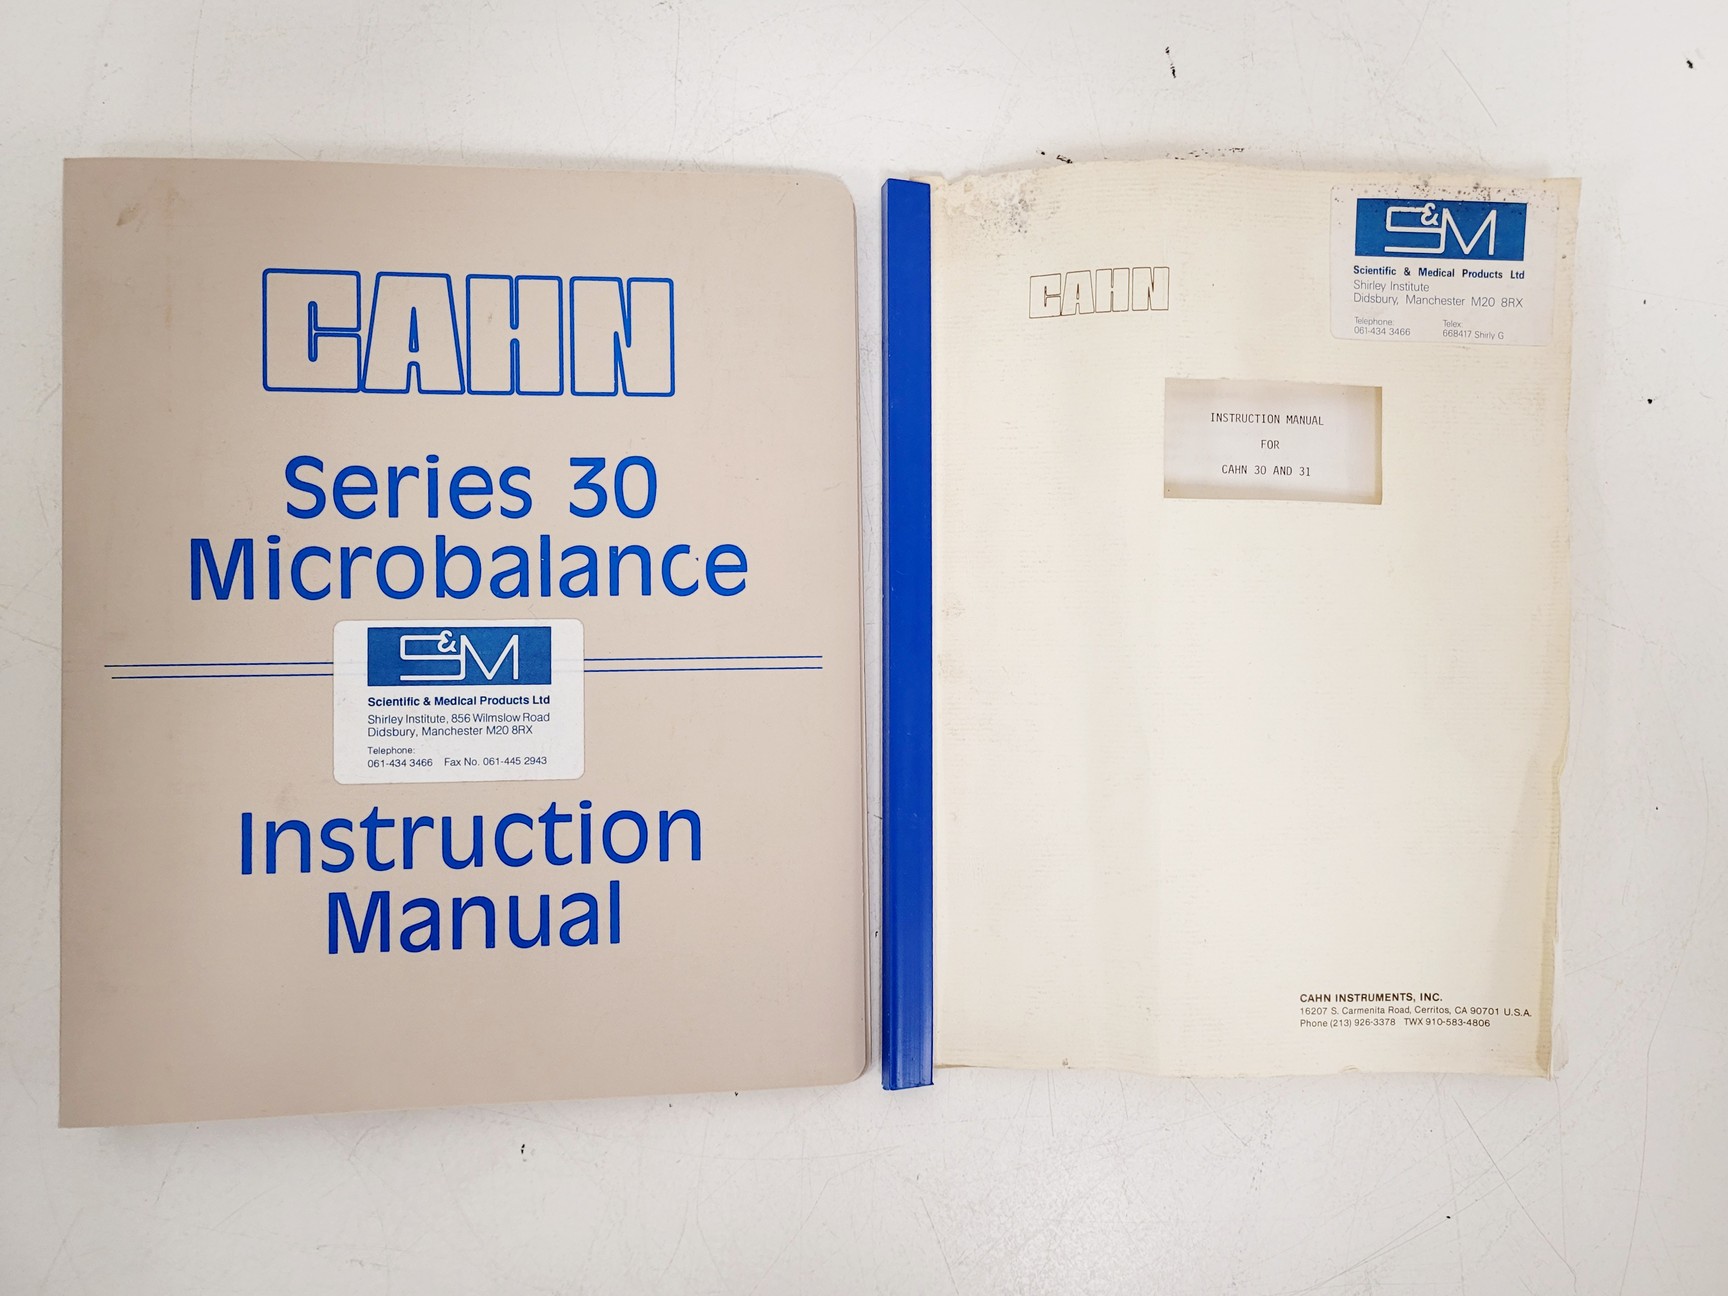 CAHN
Series 30
Microbalance
S&M
Scientific & Medical Products Ltd
Shirley Institute, 856 Wilmslow Road
Didsbury, Manchester M20 8RX
Telephone:
061-434 3466 Fax No. 061-445 2943
Instruction
Manual
S&M
Scientific & Medical Products Ltd
Shirley Institute
Didsbury, Manchester M20 8RX
Telephone: Telex:
061-434 3466 668417 Shirly G
CAHN
INSTRUCTION MANUAL
FOR
CAHN 30 AND 31
CAHN INSTRUMENTS, INC.
16207 S. Carmenita Road, Cerritos, CA 90701 U.S.A.
Phone (213) 926-3378 TWX 910-583-4806